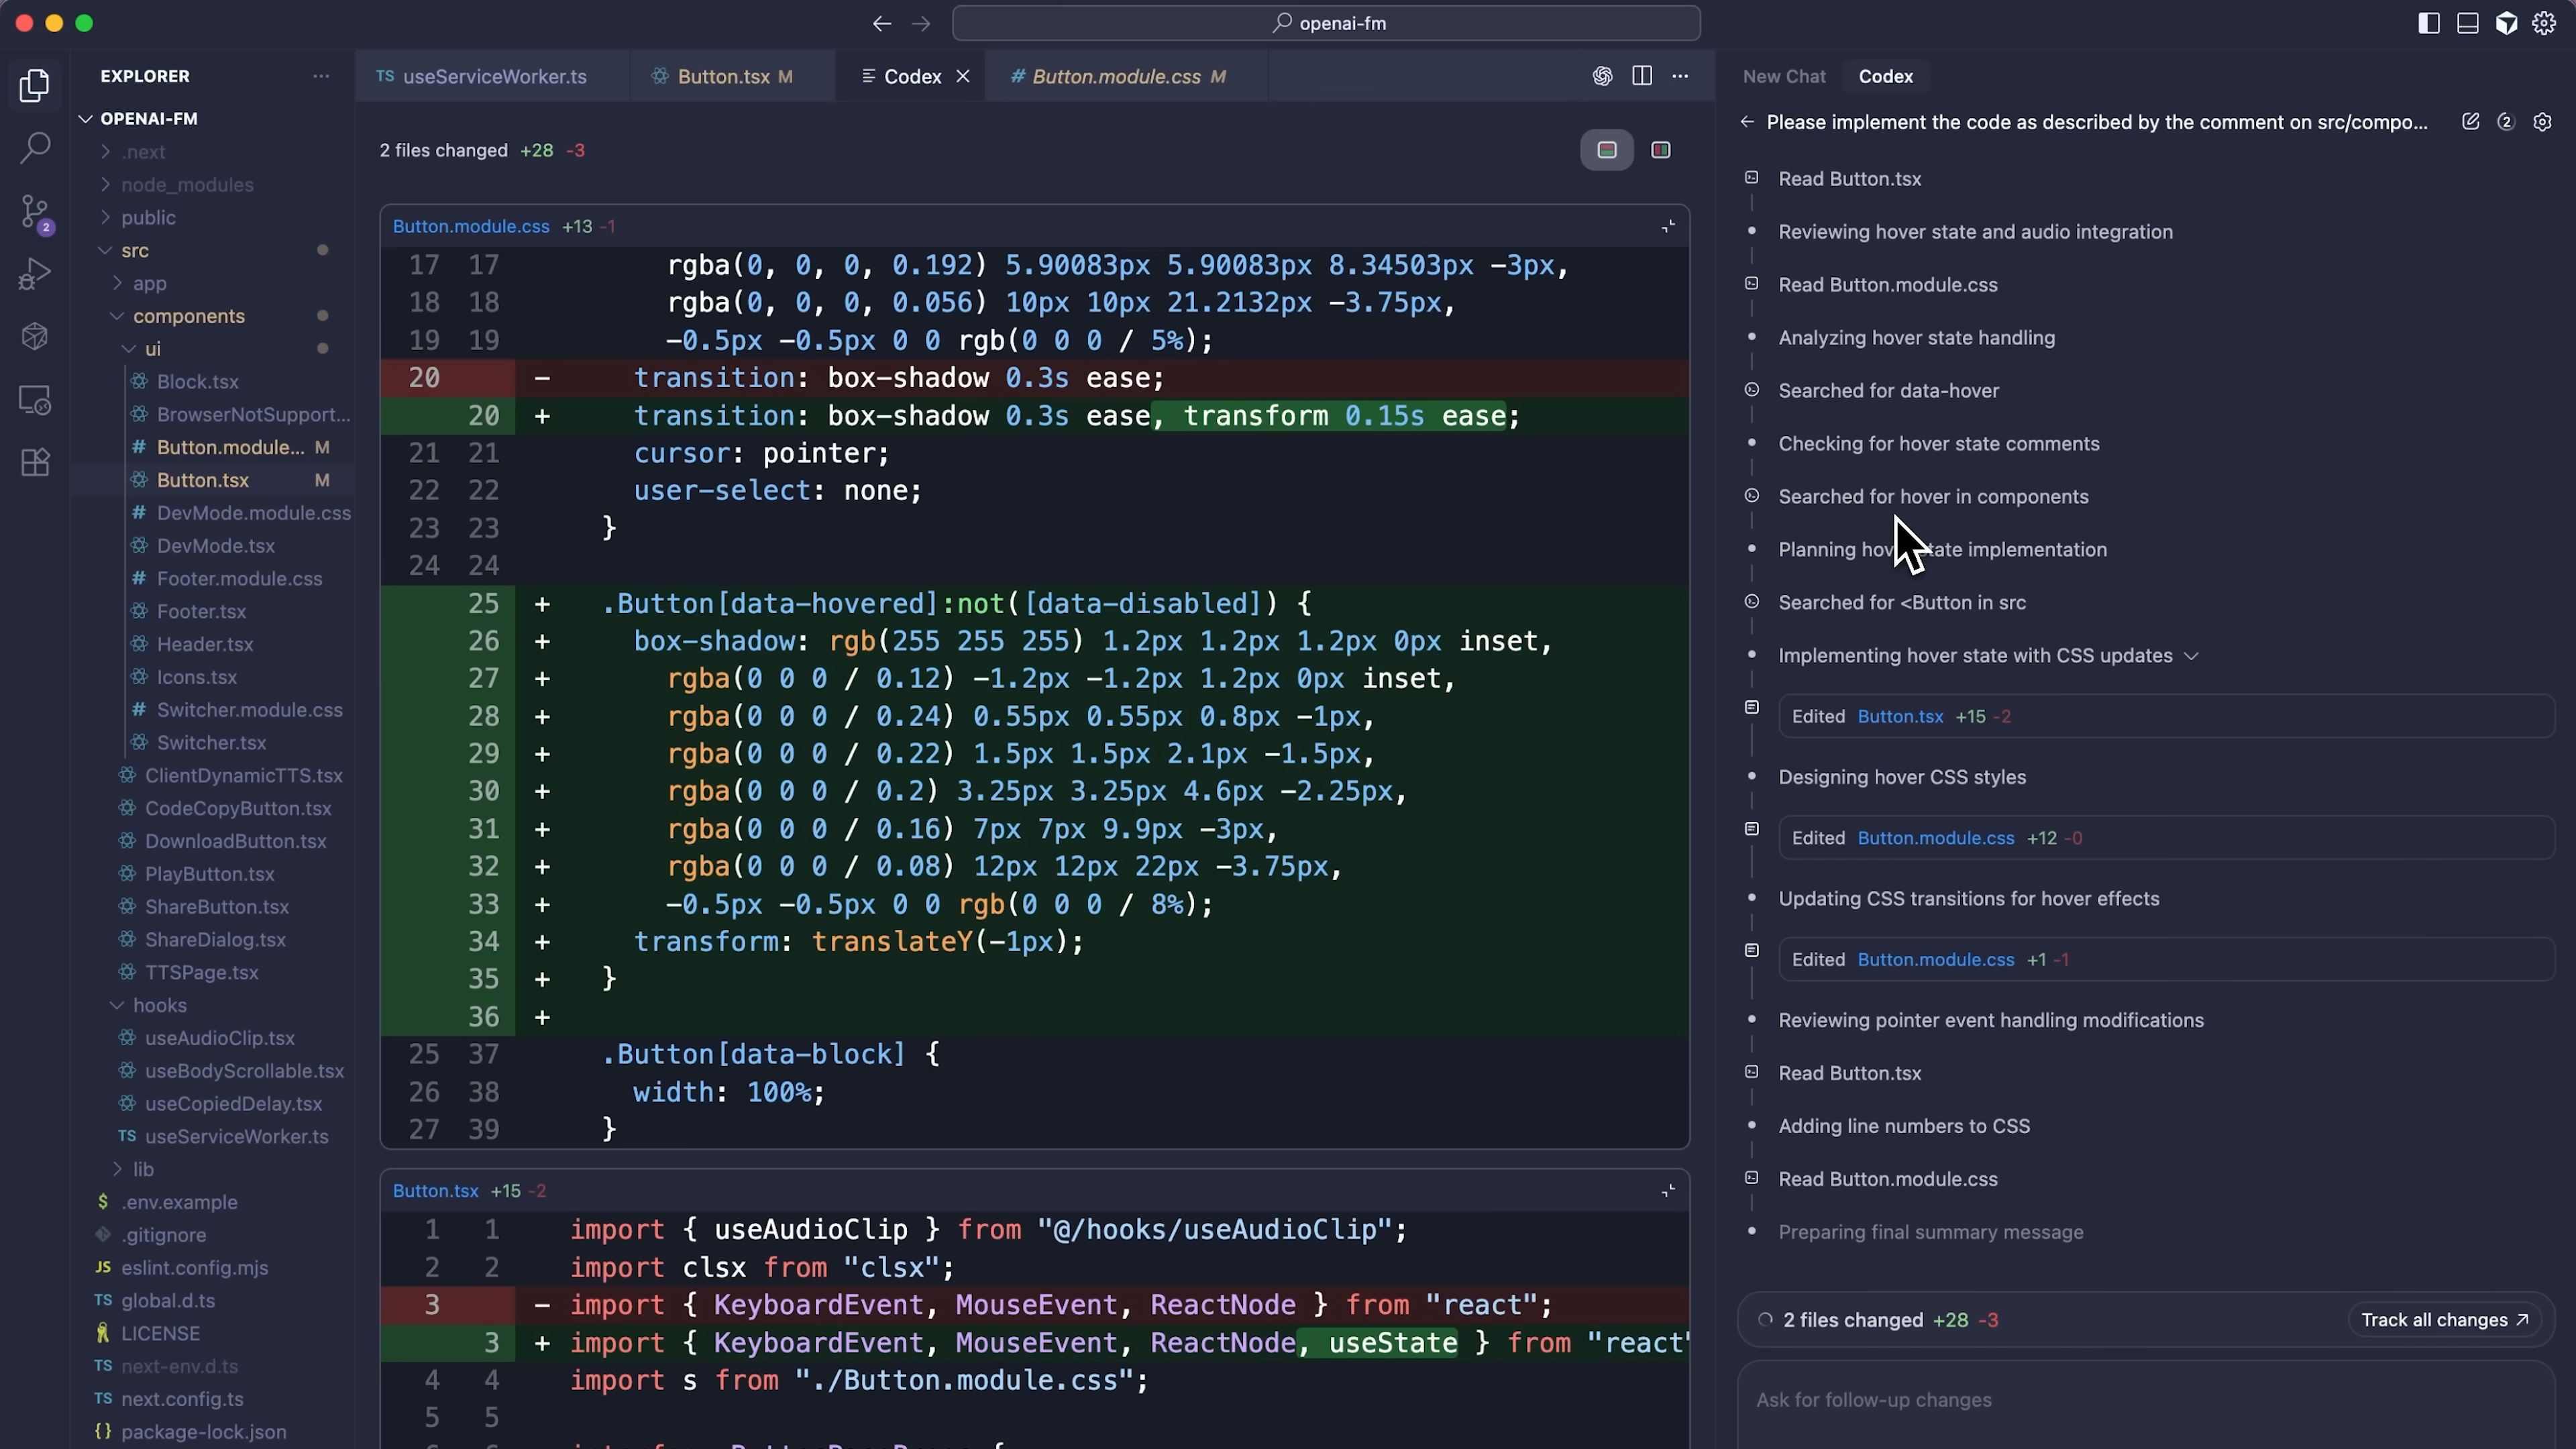 openai-fm
EXPLORER
OPENAI-FM
.next
node_modules
public
src
app
components
ui
Block.tsx
BrowserNotSupport...
Button.module... M
Button.tsx M
DevMode.module.css
DevMode.tsx
Footer.module.css
Footer.tsx
Header.tsx
Icons.tsx
Switcher.module.css
Switcher.tsx
ClientDynamicTTS.tsx
CodeCopyButton.tsx
DownloadButton.tsx
PlayButton.tsx
ShareButton.tsx
ShareDialog.tsx
TTSPage.tsx
hooks
useAudioClip.tsx
useBodyScrollable.tsx
useCopiedDelay.tsx
TS useServiceWorker.ts
lib
$ .env.example
.gitignore
JS eslint.config.mjs
TS global.d.ts
LICENSE
TS next-env.d.ts
TS next.config.ts
{} package-lock.json
2
TS useServiceWorker.ts
Button.tsx M
Codex
# Button.module.css M
2 files changed +28 -3
Button.module.css +13 -1
17 17 rgba(0, 0, 0, 0.192) 5.90083px 5.90083px 8.34503px -3px,
18 18 rgba(0, 0, 0, 0.056) 10px 10px 21.2132px -3.75px,
19 19 -0.5px -0.5px 0 0 rgb(0 0 0 / 5%);
20 - transition: box-shadow 0.3s ease;
20 + transition: box-shadow 0.3s ease, transform 0.15s ease;
21 21 cursor: pointer;
22 22 user-select: none;
23 23 }
24 24
25 + .Button[data-hovered]:not([data-disabled]) {
26 + box-shadow: rgb(255 255 255) 1.2px 1.2px 1.2px 0px inset,
27 + rgba(0 0 0 / 0.12) -1.2px -1.2px 1.2px 0px inset,
28 + rgba(0 0 0 / 0.24) 0.55px 0.55px 0.8px -1px,
29 + rgba(0 0 0 / 0.22) 1.5px 1.5px 2.1px -1.5px,
30 + rgba(0 0 0 / 0.2) 3.25px 3.25px 4.6px -2.25px,
31 + rgba(0 0 0 / 0.16) 7px 7px 9.9px -3px,
32 + rgba(0 0 0 / 0.08) 12px 12px 22px -3.75px,
33 + -0.5px -0.5px 0 0 rgb(0 0 0 / 8%);
34 + transform: translateY(-1px);
35 + }
36 +
25 37 .Button[data-block] {
26 38 width: 100%;
27 39 }
Button.tsx +15 -2
1 1 import { useAudioClip } from "@/hooks/useAudioClip";
2 2 import clsx from "clsx";
3 - import { KeyboardEvent, MouseEvent, ReactNode } from "react";
3 + import { KeyboardEvent, MouseEvent, ReactNode, useState } from "react"
4 4 import s from "./Button.module.css";
5 5
New Chat
Codex
Please implement the code as described by the comment on src/compo...
2
Read Button.tsx
Reviewing hover state and audio integration
Read Button.module.css
Analyzing hover state handling
Searched for data-hover
Checking for hover state comments
Searched for hover in components
Planning implementation
Searched for <Button in src
Implementing hover state with CSS updates
Edited Button.tsx +15 -2
Designing hover CSS styles
Edited Button.module.css +12 -0
Updating CSS transitions for hover effects
Edited Button.module.css +1 -1
Reviewing pointer event handling modifications
Read Button.tsx
Adding line numbers to CSS
Read Button.module.css
Preparing final summary message
2 files changed +28 -3
Track all changes
Ask for follow-up changes